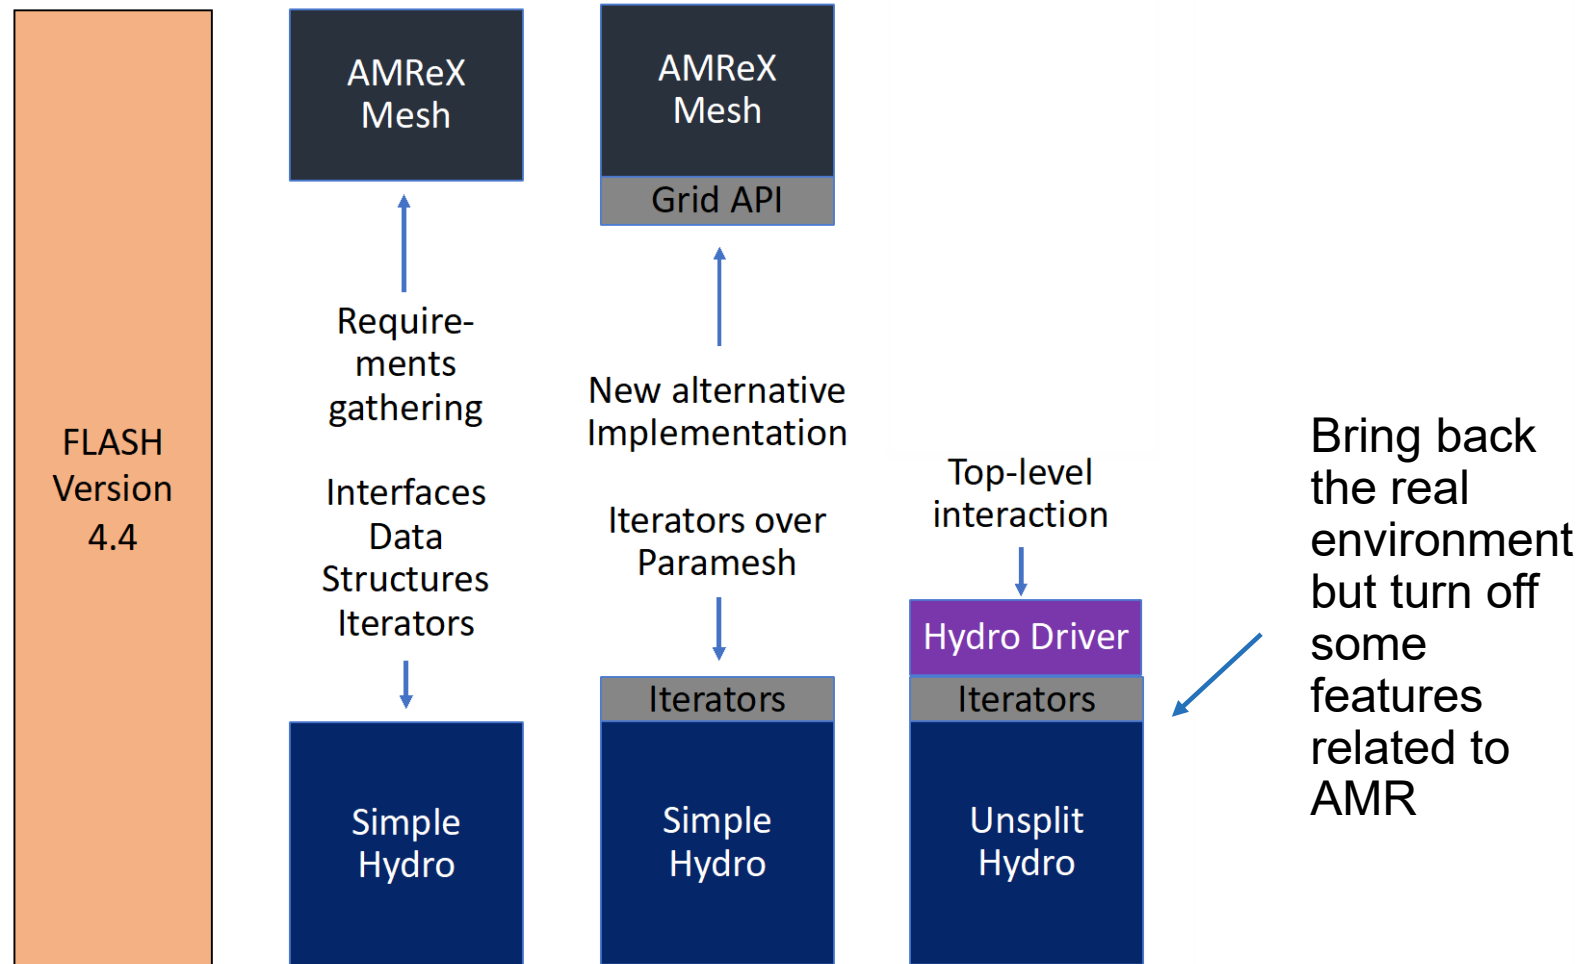 FLASH
Version
4.4
AMReX
Mesh
Require-
ments
gathering
Interfaces
Data
Structures
Iterators
Simple
Hydro
AMReX
Mesh
Grid API
New alternative
Implementation
Iterators over
Paramesh
Iterators
Simple
Hydro
Top-level
interaction
Hydro Driver
Iterators
Unsplit
Hydro
Bring back
the real
environment
but turn off
some
features
related to
AMR